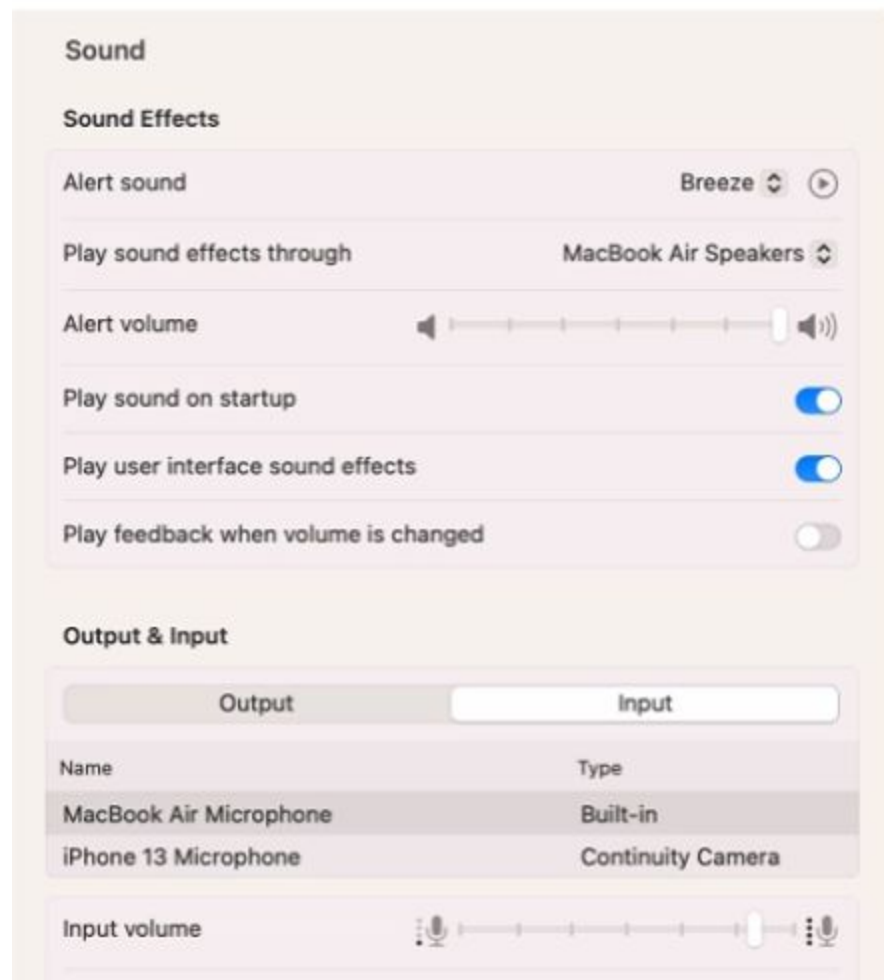 Sound
Sound Effects
Alert sound Breeze
Play sound effects through MacBook Air Speakers
Alert volume
Play sound on startup
Play user interface sound effects
Play feedback when volume is changed
Output & Input
Output Input
Name Type
MacBook Air Microphone Built-in
iPhone 13 Microphone Continuity Camera
Input volume